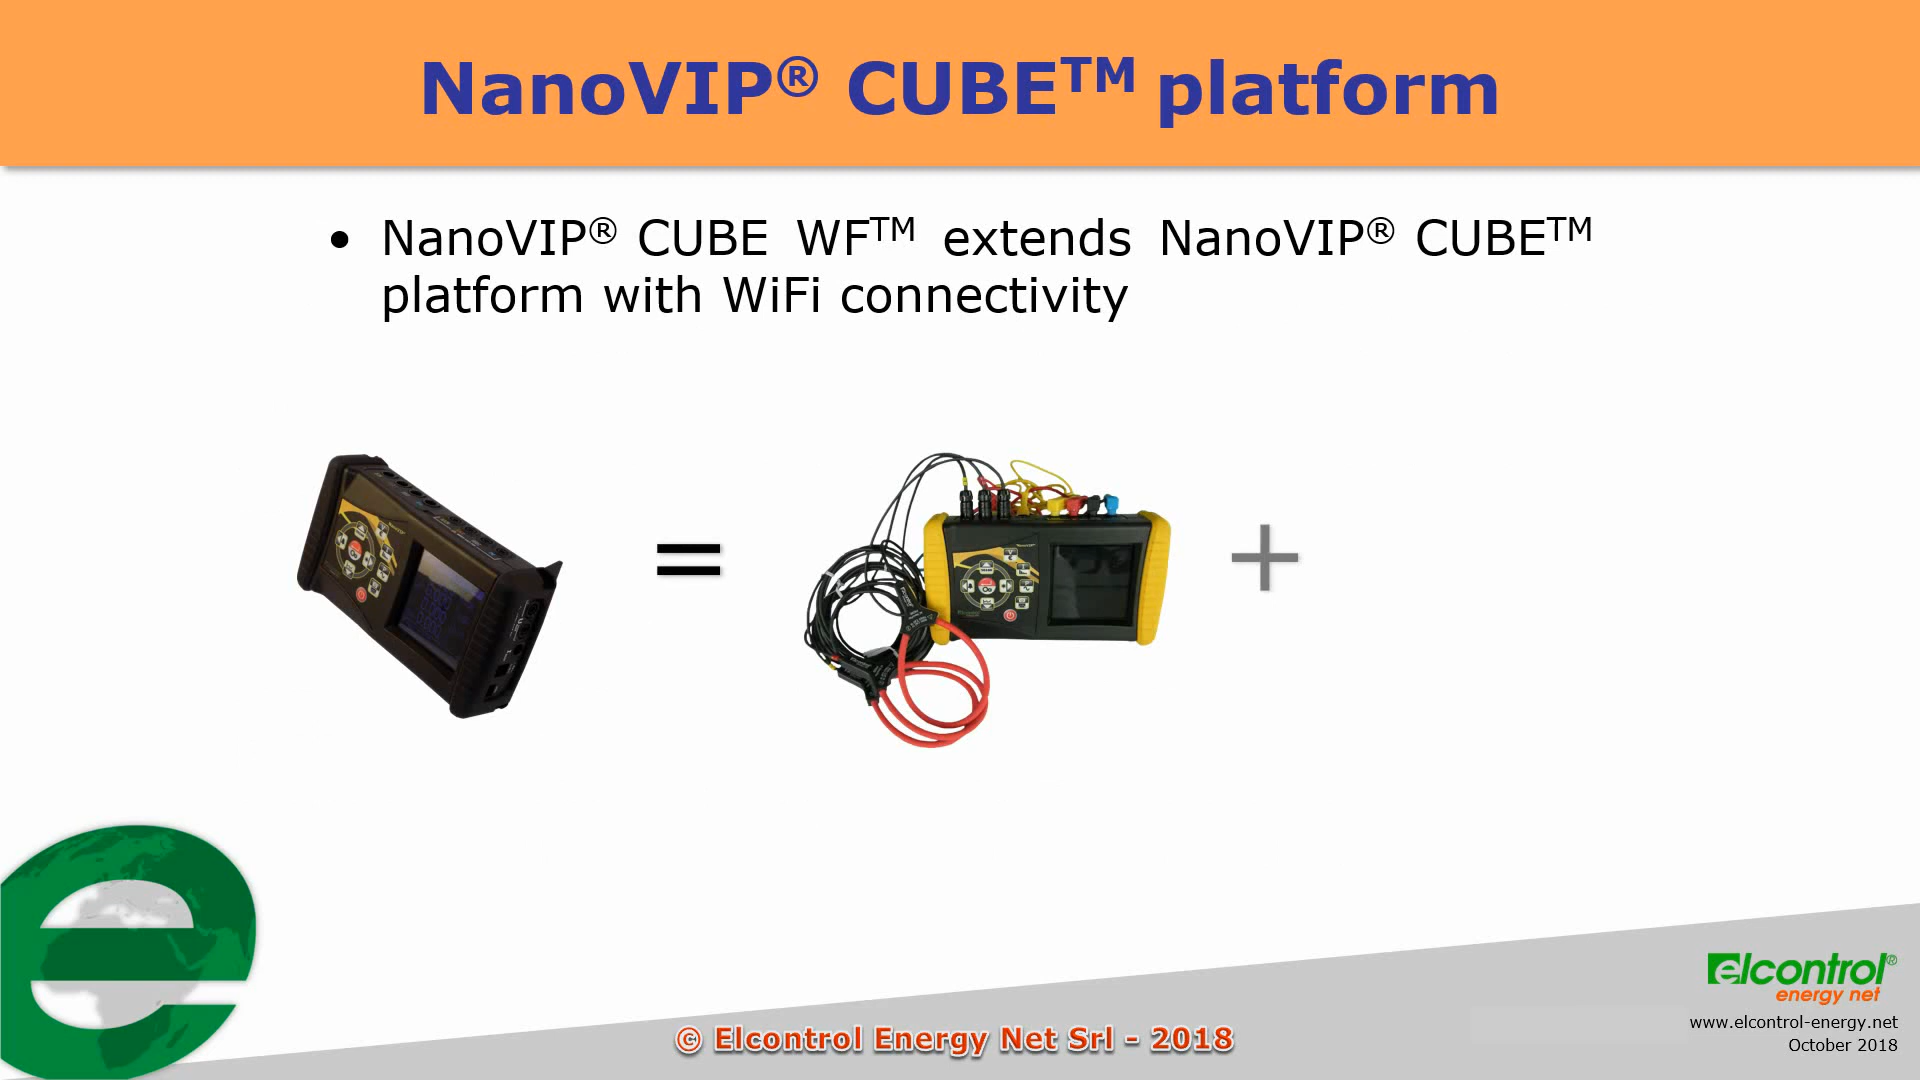 NanoVIP® CUBE™ platform
• NanoVIP® CUBE WF™ extends NanoVIP® CUBE™
platform with WiFi connectivity
=
+
elcontrol®
energy net
www.elcontrol-energy.net
October 2018
© Elcontrol Energy Net Srl - 2018